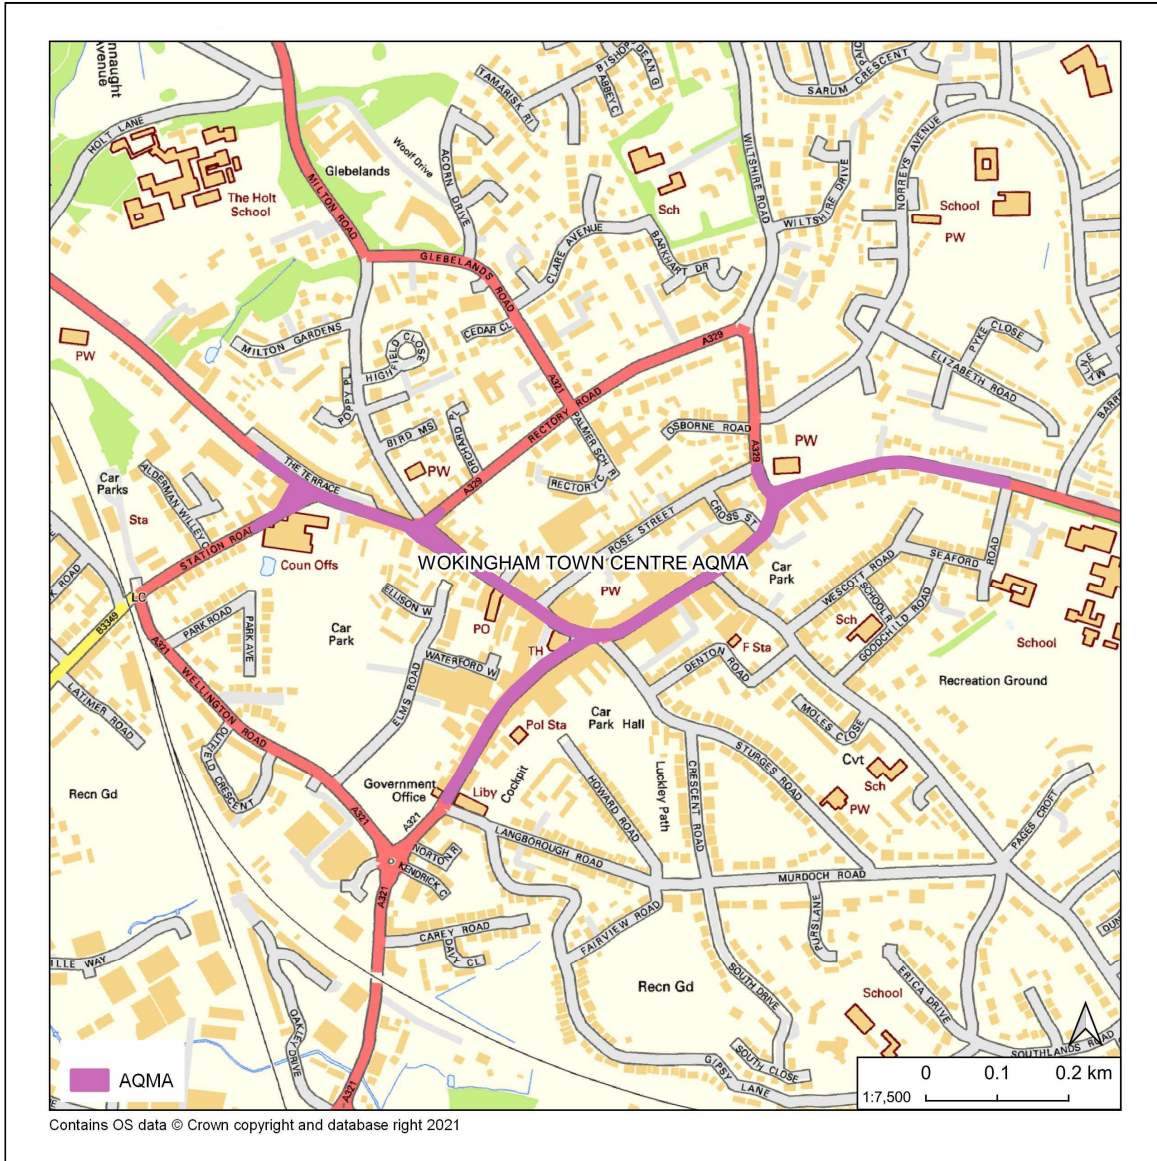 nnaught
Avenue
HOLT LANE
The Holt
School
MILTON ROAD
Glebelands
Woolf Drive
ACORN DRIVE
TAMARISK RI
BISHOP
DEAN G
ABBEY C
SARUM CRESCENT
WILTSHIRE ROAD
WILTSHIRE DRIVE
NORREYS AVENUE
School
PW
Sch
CLARE AVENUE
BARKHART DR
GLEBELANDS ROAD
CEDAR CL
MILTON GARDENS
HIGHFIELD CLOSE
POPPY PL
BIRD MS
ORCHARD PL
PW
PW
A321
RECTORY ROAD
A329
A329
PALMER SCH R
RECTORY C
OSBORNE ROAD
A329
PW
PYKE CLOSE
ELIZABETH ROAD
BARR
THE TERRACE
Car
Parks
Sta
ALDERMAN WILLEY C
STATION ROAD
Coun Offs
ROSE STREET
CROSS ST
WOKINGHAM TOWN CENTRE AQMA
PW
Car
Park
WESCOTT ROAD
SEAFORD
ROAD
SCHOOL R
GOODCHILD ROAD
Sch
School
LC
B3349
K ROAD
A321
PARK ROAD
PARK AVE
Car
Park
ELLISON W
PO
TH
WATERFORD W
ELMS ROAD
F Sta
DENTON ROAD
Recreation Ground
LATIMER ROAD
WELLINGTON ROAD
OUTFIELD CRESCENT
Recn Gd
Pol Sta
Car
Park Hall
MOLES CLOSE
Cvt
Sch
PW
STURGES ROAD
Government
Office
Liby
Cockpit
HOWARD ROAD
Luckley Path
CRESCENT ROAD
PAGES CROFT
A321
A321
NORTON R
KENDRICK C
LANGBOROUGH ROAD
MURDOCH ROAD
A321
CAREY ROAD
DAVY CL
FAIRVIEW ROAD
PURSLANE
ILLE WAY
OAKLEY DRIVE
Recn Gd
SOUTH DRIVE
School
ERICA DRIVE
SOUTH CLOSE
GIPSY LANE
SOUTHLANDS ROAD
A321
AQMA
1:7,500
0 0.1 0.2 km
Contains OS data © Crown copyright and database right 2021